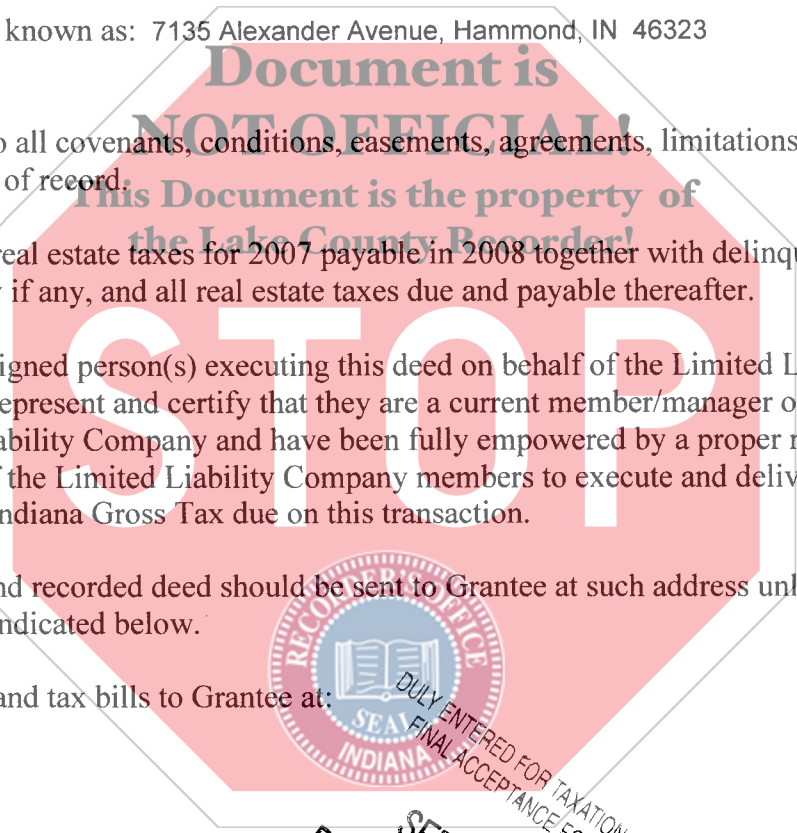 known as: 7135 Alexander Avenue, Hammond, IN 46323
Document is
NOT OFFICIAL!
all covenants, conditions, easements, agreements, limitations
of record.
This Document is the property of
the Lake County Recorder!
real estate taxes for 2007 payable in 2008 together with delinqu
if any, and all real estate taxes due and payable thereafter.
STOP
igned person(s) executing this deed on behalf of the Limited L
epresent and certify that they are a current member/manager o
ability Company and have been fully empowered by a proper
the Limited Liability Company members to execute and deliv
ndiana Gross Tax due on this transaction.
nd recorded deed should be sent to Grantee at such address unl
ndicated below.
RECORDER'S OFFICE
SEAL
INDIANA
and tax bills to Grantee at:
DULY ENTERED FOR TAXATION
FINAL ACCEPTANCE